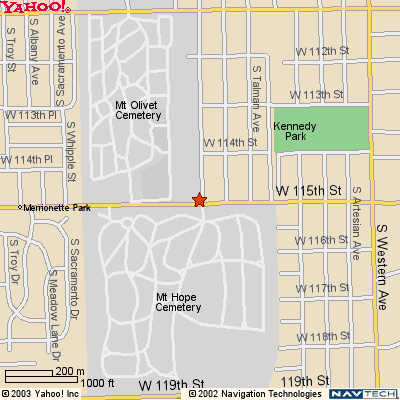 YAHOO!
S Troy St
S Albany Ave
S Sacramento Ave
W 112th St
S Talman Ave
W 113th St
Mt Olivet
Cemetery
W 113th Pl
Kennedy
Park
S Whipple St
W 114th St
W 114th Pl
W 115th St
Merrionette Park
S Artesian Ave
S Western Ave
W 116th St
S Troy Dr
S Meadow Lane Dr
S Sacramento Dr
Mt Hope
Cemetery
W 117th St
W 118th St
200 m
1000 ft
W 119th St
119th St
©2003 Yahoo! Inc
©2002 Navigation Technologies
NAVTECH